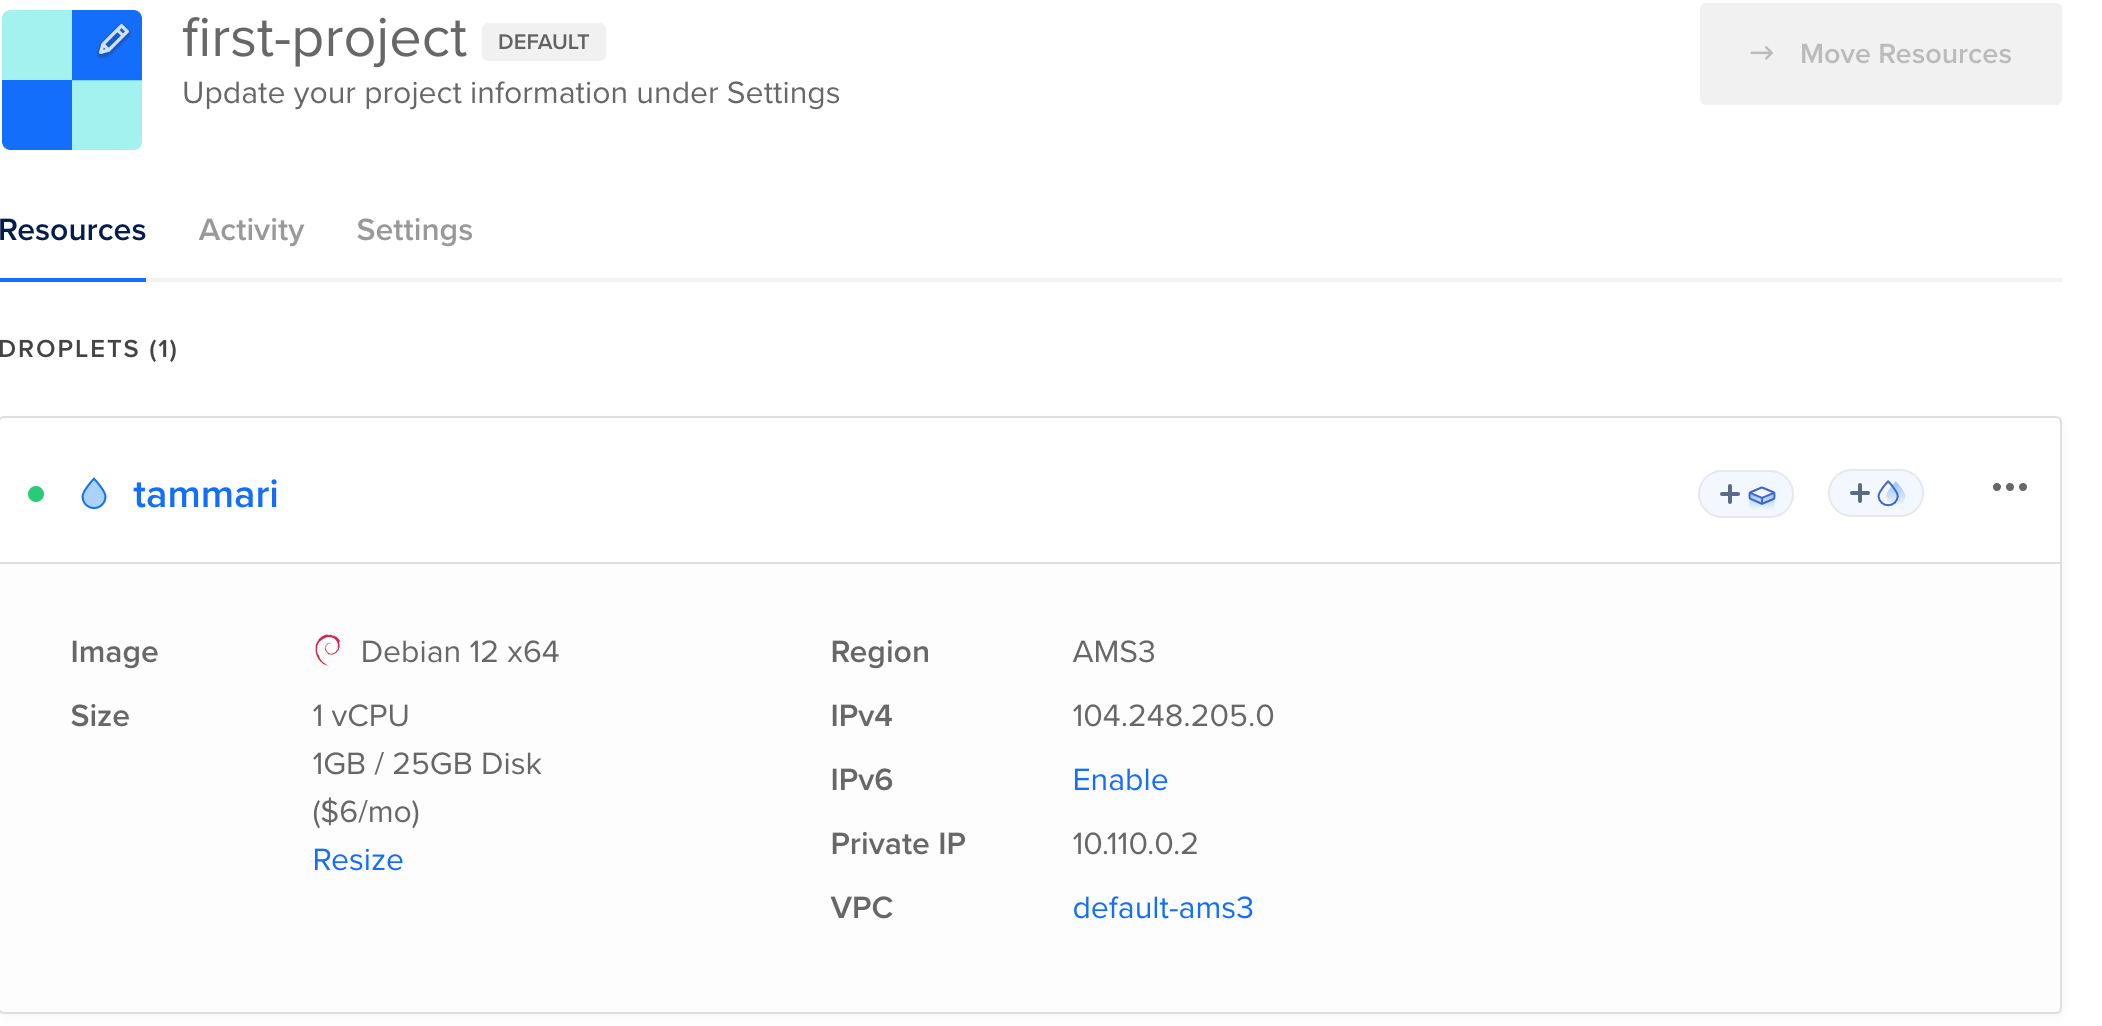 first-project DEFAULT
Update your project information under Settings
→ Move Resources
Resources Activity Settings
DROPLETS (1)
tammari
Image Debian 12 x64
Size 1 vCPU
1GB / 25GB Disk
($6/mo)
Resize
Region AMS3
IPv4 104.248.205.0
IPv6 Enable
Private IP 10.110.0.2
VPC default-ams3